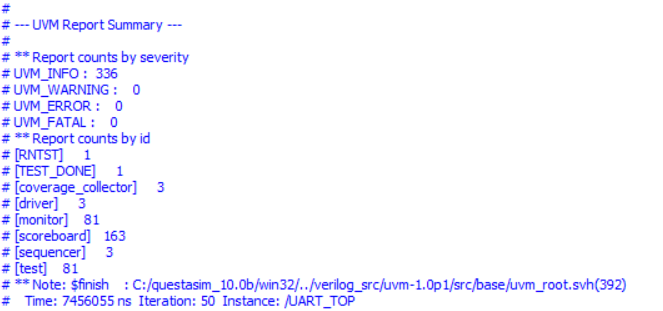 #
# --- UVM Report Summary ---
#
# ** Report counts by severity
# UVM_INFO : 336
# UVM_WARNING : 0
# UVM_ERROR : 0
# UVM_FATAL : 0
# ** Report counts by id
# [RNTST] 1
# [TEST_DONE] 1
# [coverage_collector] 3
# [driver] 3
# [monitor] 81
# [scoreboard] 163
# [sequencer] 3
# [test] 81
# ** Note: $finish : C:/questasim_10.0b/win32/../verilog_src/uvm-1.0p1/src/base/uvm_root.svh(392)
# Time: 7456055 ns Iteration: 50 Instance: /UART_TOP